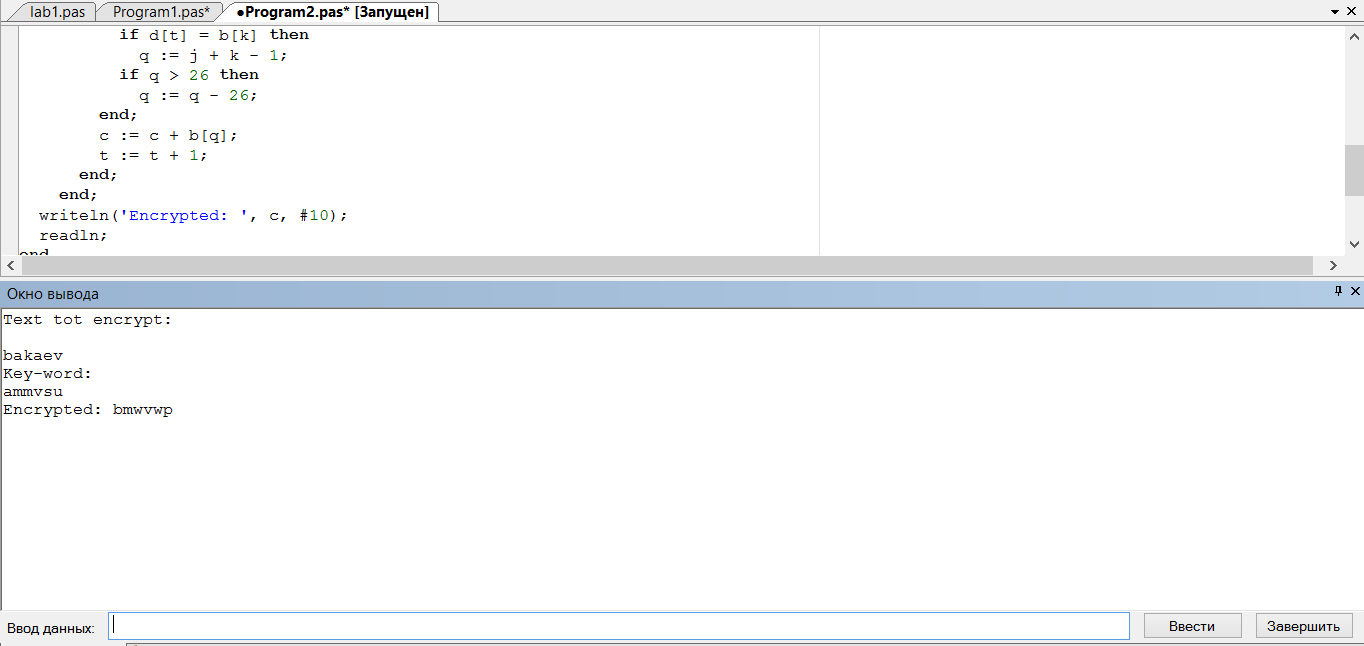 lab1.pas Program1.pas* •Program2.pas* [Запущен]
if d[t] = b[k] then
q := j + k - 1;
if q > 26 then
q := q - 26;
end;
c := c + b[q];
t := t + 1;
end;
end;
writeln('Encrypted: ', c, #10);
readln;
end
Окно вывода
Text tot encrypt:
bakaev
Key-word:
ammvsu
Encrypted: bmwvwp
Ввод данных: Ввести Завершить